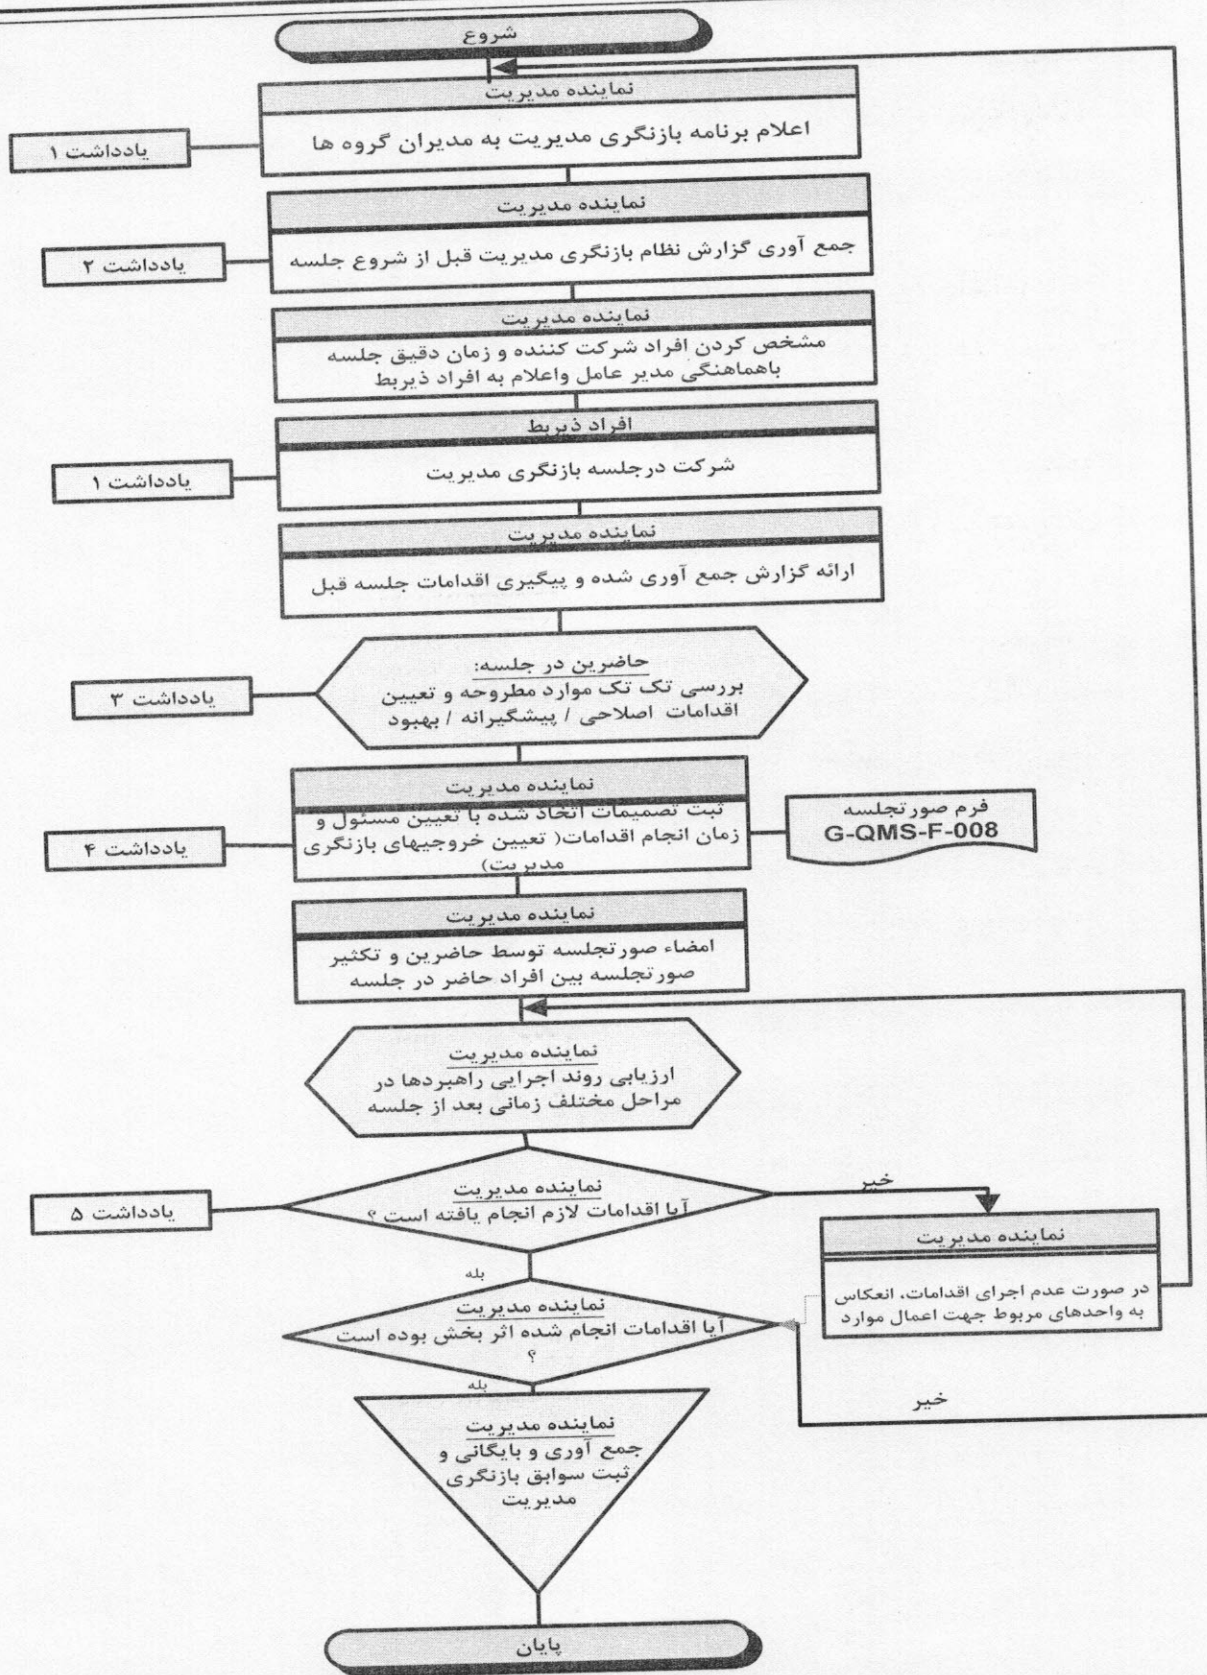 شروع
نماینده مدیریت
اعلام برنامه بازنگری مدیریت به مدیران گروه ها
یادداشت ۱
نماینده مدیریت
جمع آوری گزارش نظام بازنگری مدیریت قبل از شروع جلسه
یادداشت ۲
نماینده مدیریت
مشخص کردن افراد شرکت کننده و زمان دقیق جلسه
باهماهنگی مدیر عامل واعلام به افراد ذیربط
افراد ذیربط
شرکت درجلسه بازنگری مدیریت
یادداشت ۱
نماینده مدیریت
ارائه گزارش جمع آوری شده و پیگیری اقدامات جلسه قبل
حاضرین در جلسه:
بررسی تک تک موارد مطروحه و تعیین
اقدامات اصلاحی / پیشگیرانه / بهبود
یادداشت ۳
نماینده مدیریت
ثبت تصمیمات اتخاذ شده با تعیین مسئول و
زمان انجام اقدامات( تعیین خروجیهای بازنگری
مدیریت)
فرم صورتجلسه
G-QMS-F-008
یادداشت ۴
نماینده مدیریت
امضاء صورتجلسه توسط حاضرین و تکثیر
صورتجلسه بین افراد حاضر در جلسه
نماینده مدیریت
ارزیابی روند اجرایی راهبردها در
مراحل مختلف زمانی بعد از جلسه
نماینده مدیریت
آیا اقدامات لازم انجام یافته است ؟
یادداشت ۵
خیر
نماینده مدیریت
در صورت عدم اجرای اقدامات، انعکاس
به واحدهای مربوط جهت اعمال موارد
بله
نماینده مدیریت
آیا اقدامات انجام شده اثر بخش بوده است
؟
خیر
بله
نماینده مدیریت
جمع آوری و بایگانی و
ثبت سوابق بازنگری
مدیریت
پایان